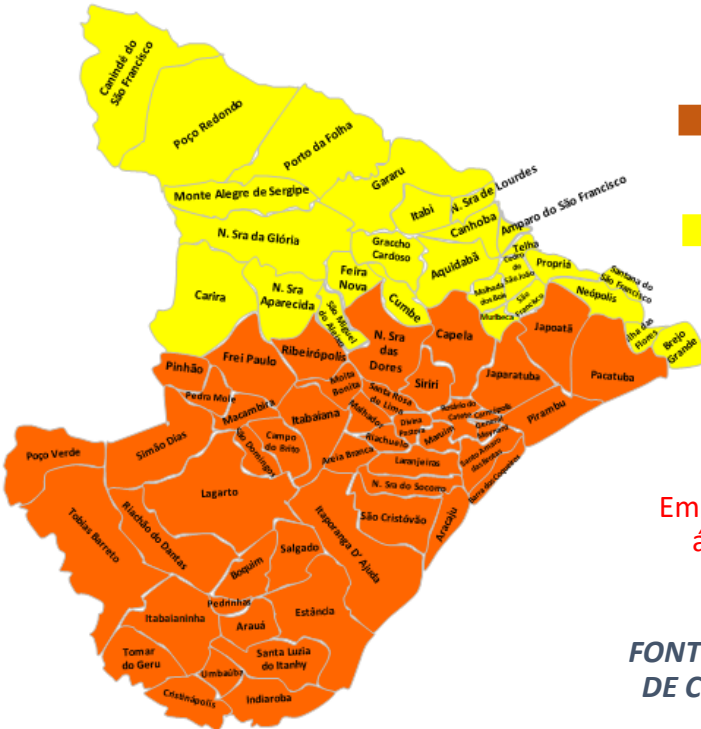 Canindé do
São Francisco
Poço Redondo
Porto da Folha
Gararu
Monte Alegre de Sergipe
Itabi
N. Sra de Lourdes
Canhoba
Amparo do São Francisco
N. Sra da Glória
Graccho
Cardoso
Aquidabã
Telha
Cedro
de
São João
Propriá
Santana do
São Francisco
Feira
Nova
Carira
N. Sra
Aparecida
São Miguel
do Aleixo
Cumbe
Malhada
dos Bois
São
Francisco
Neópolis
Muribeca
Ilha das
Flores
Brejo
Grande
N. Sra
das
Dores
Capela
Japoatã
Pinhão
Frei Paulo
Ribeirópolis
Siriri
Japaratuba
Pacatuba
Moita
Bonita
Santa Rosa
de Lima
Pedra Mole
Macambira
Itabaiana
Malhador
Divina
Pastora
Rosário do
Catete
Carmópolis
General
Maynard
Pirambu
Poço Verde
Simão Dias
São Domingos
Campo
do Brito
Riachuelo
Maruim
Areia Branca
Laranjeiras
Santo Amaro
das Brotas
Barra dos Coqueiros
Lagarto
N. Sra do Socorro
Tobias Barreto
Riachão do Dantas
São Cristóvão
Aracaju
Itaporanga D' Ajuda
Em
á
Salgado
Boquim
Pedrinhas
Itabaianinha
Arauá
Estância
Tomar
do Geru
Umbaúba
Santa Luzia
do Itanhy
Cristinápolis
Indiaroba
FONT
DE C